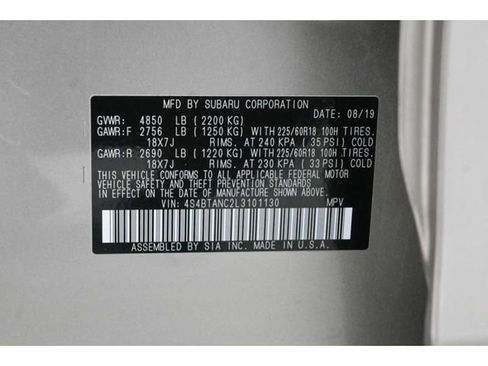 MFD BY SUBARU CORPORATION
DATE: 08/19
GVWR: 4850 LB (2200 KG)
GAWR:F 2756 LB (1250 KG) WITH 225/60R18 100H TIRES.
18X7J RIMS. AT 240 KPA (35 PSI) COLD
GAWR:R 2690 LB (1220 KG) WITH 225/60R18 100H TIRES.
18X7J RIMS. AT 230 KPA (33 PSI) COLD
THIS VEHICLE CONFORMS TO ALL APPLICABLE FEDERAL MOTOR
VEHICLE SAFETY AND THEFT PREVENTION STANDARDS
IN EFFECT ON THE DATE OF MANUFACTURE SHOWN ABOVE.
VIN: 4S4BTANC2L3101130 MPV
ASSEMBLED BY SIA INC. MADE IN U.S.A.